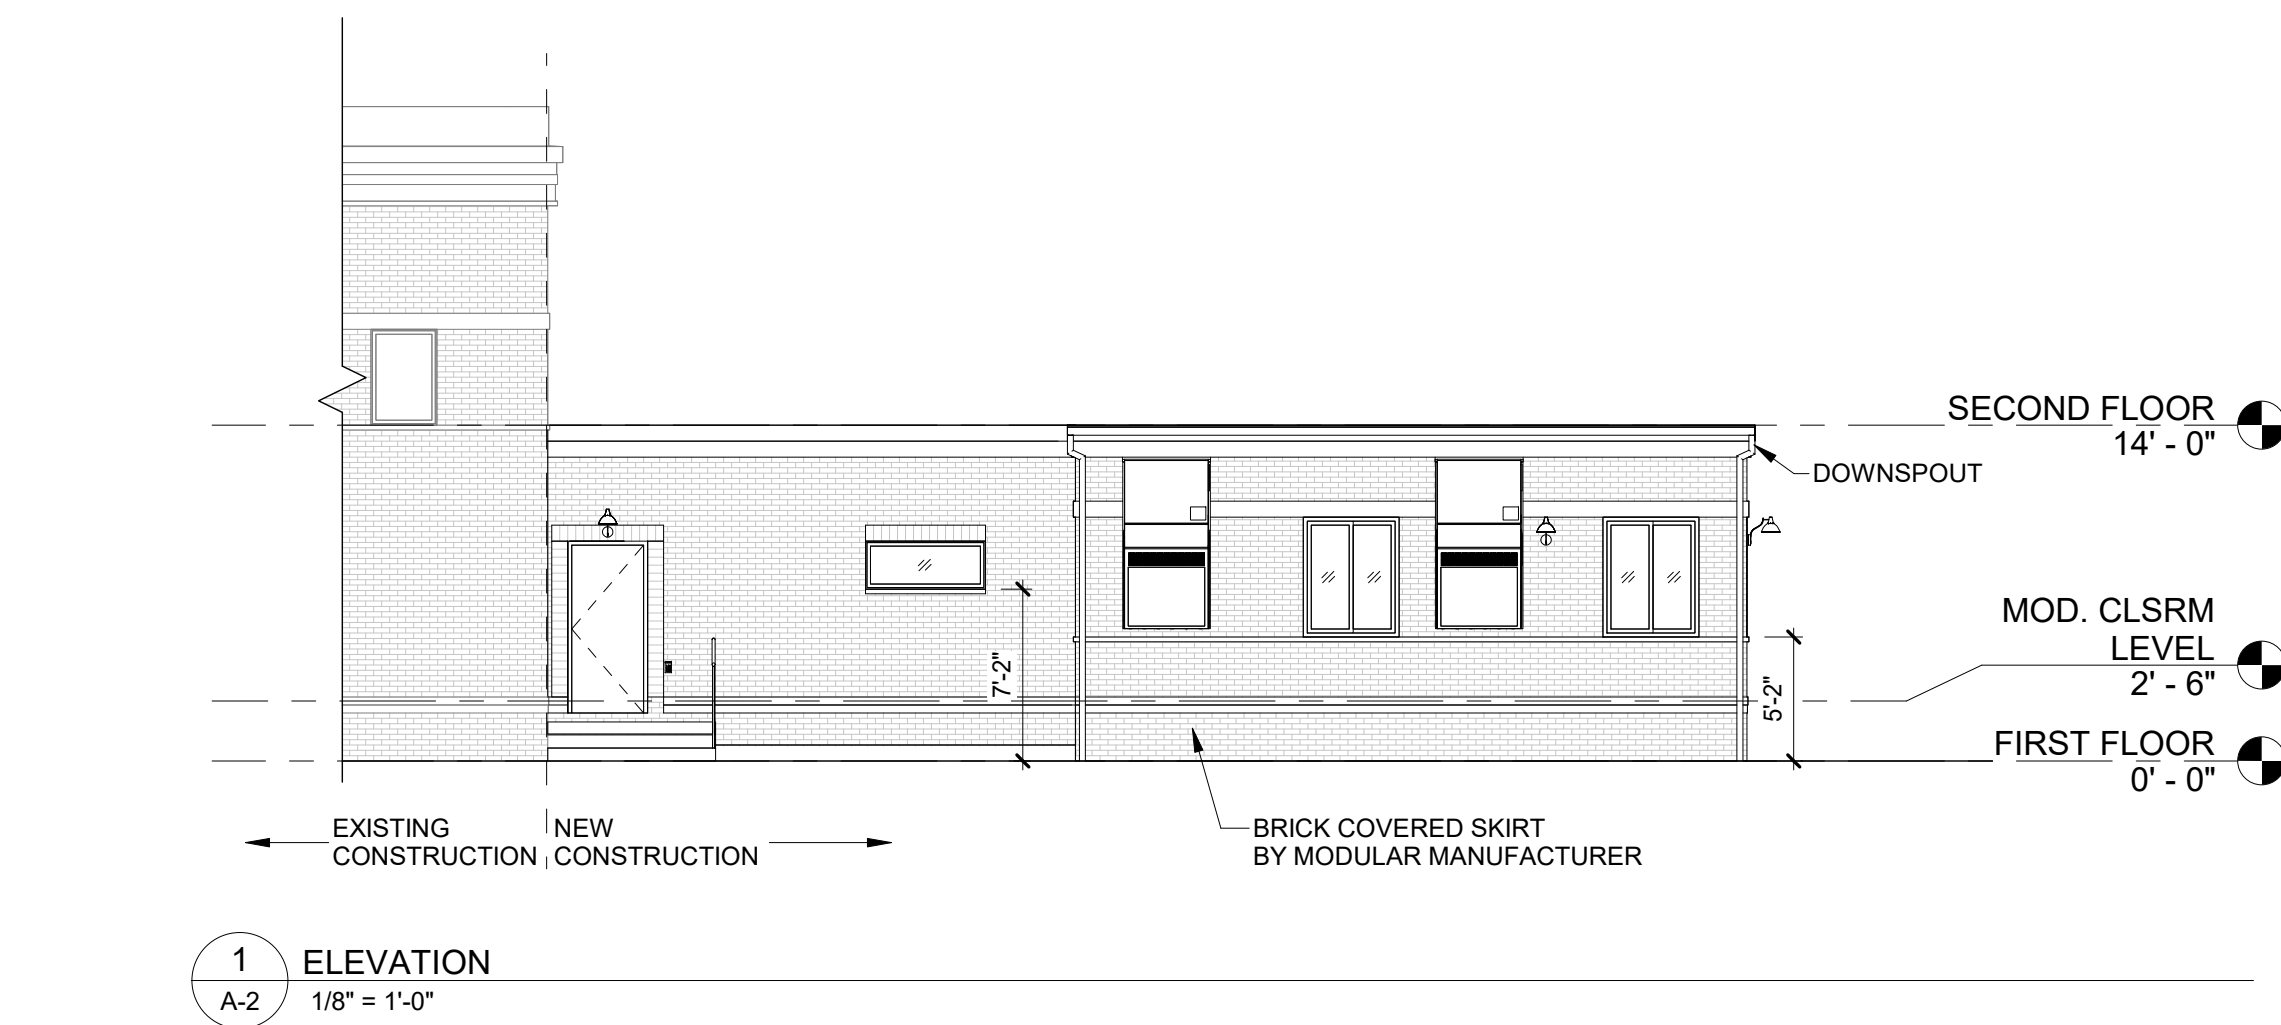 SECOND FLOOR
14' - 0"
DOWNSPOUT
MOD. CLSRM
LEVEL
2' - 6"
7'-2"
5'-2"
FIRST FLOOR
0' - 0"
EXISTING
CONSTRUCTION
NEW
CONSTRUCTION
BRICK COVERED SKIRT
BY MODULAR MANUFACTURER
1
ELEVATION
A-2
1/8" = 1'-0"